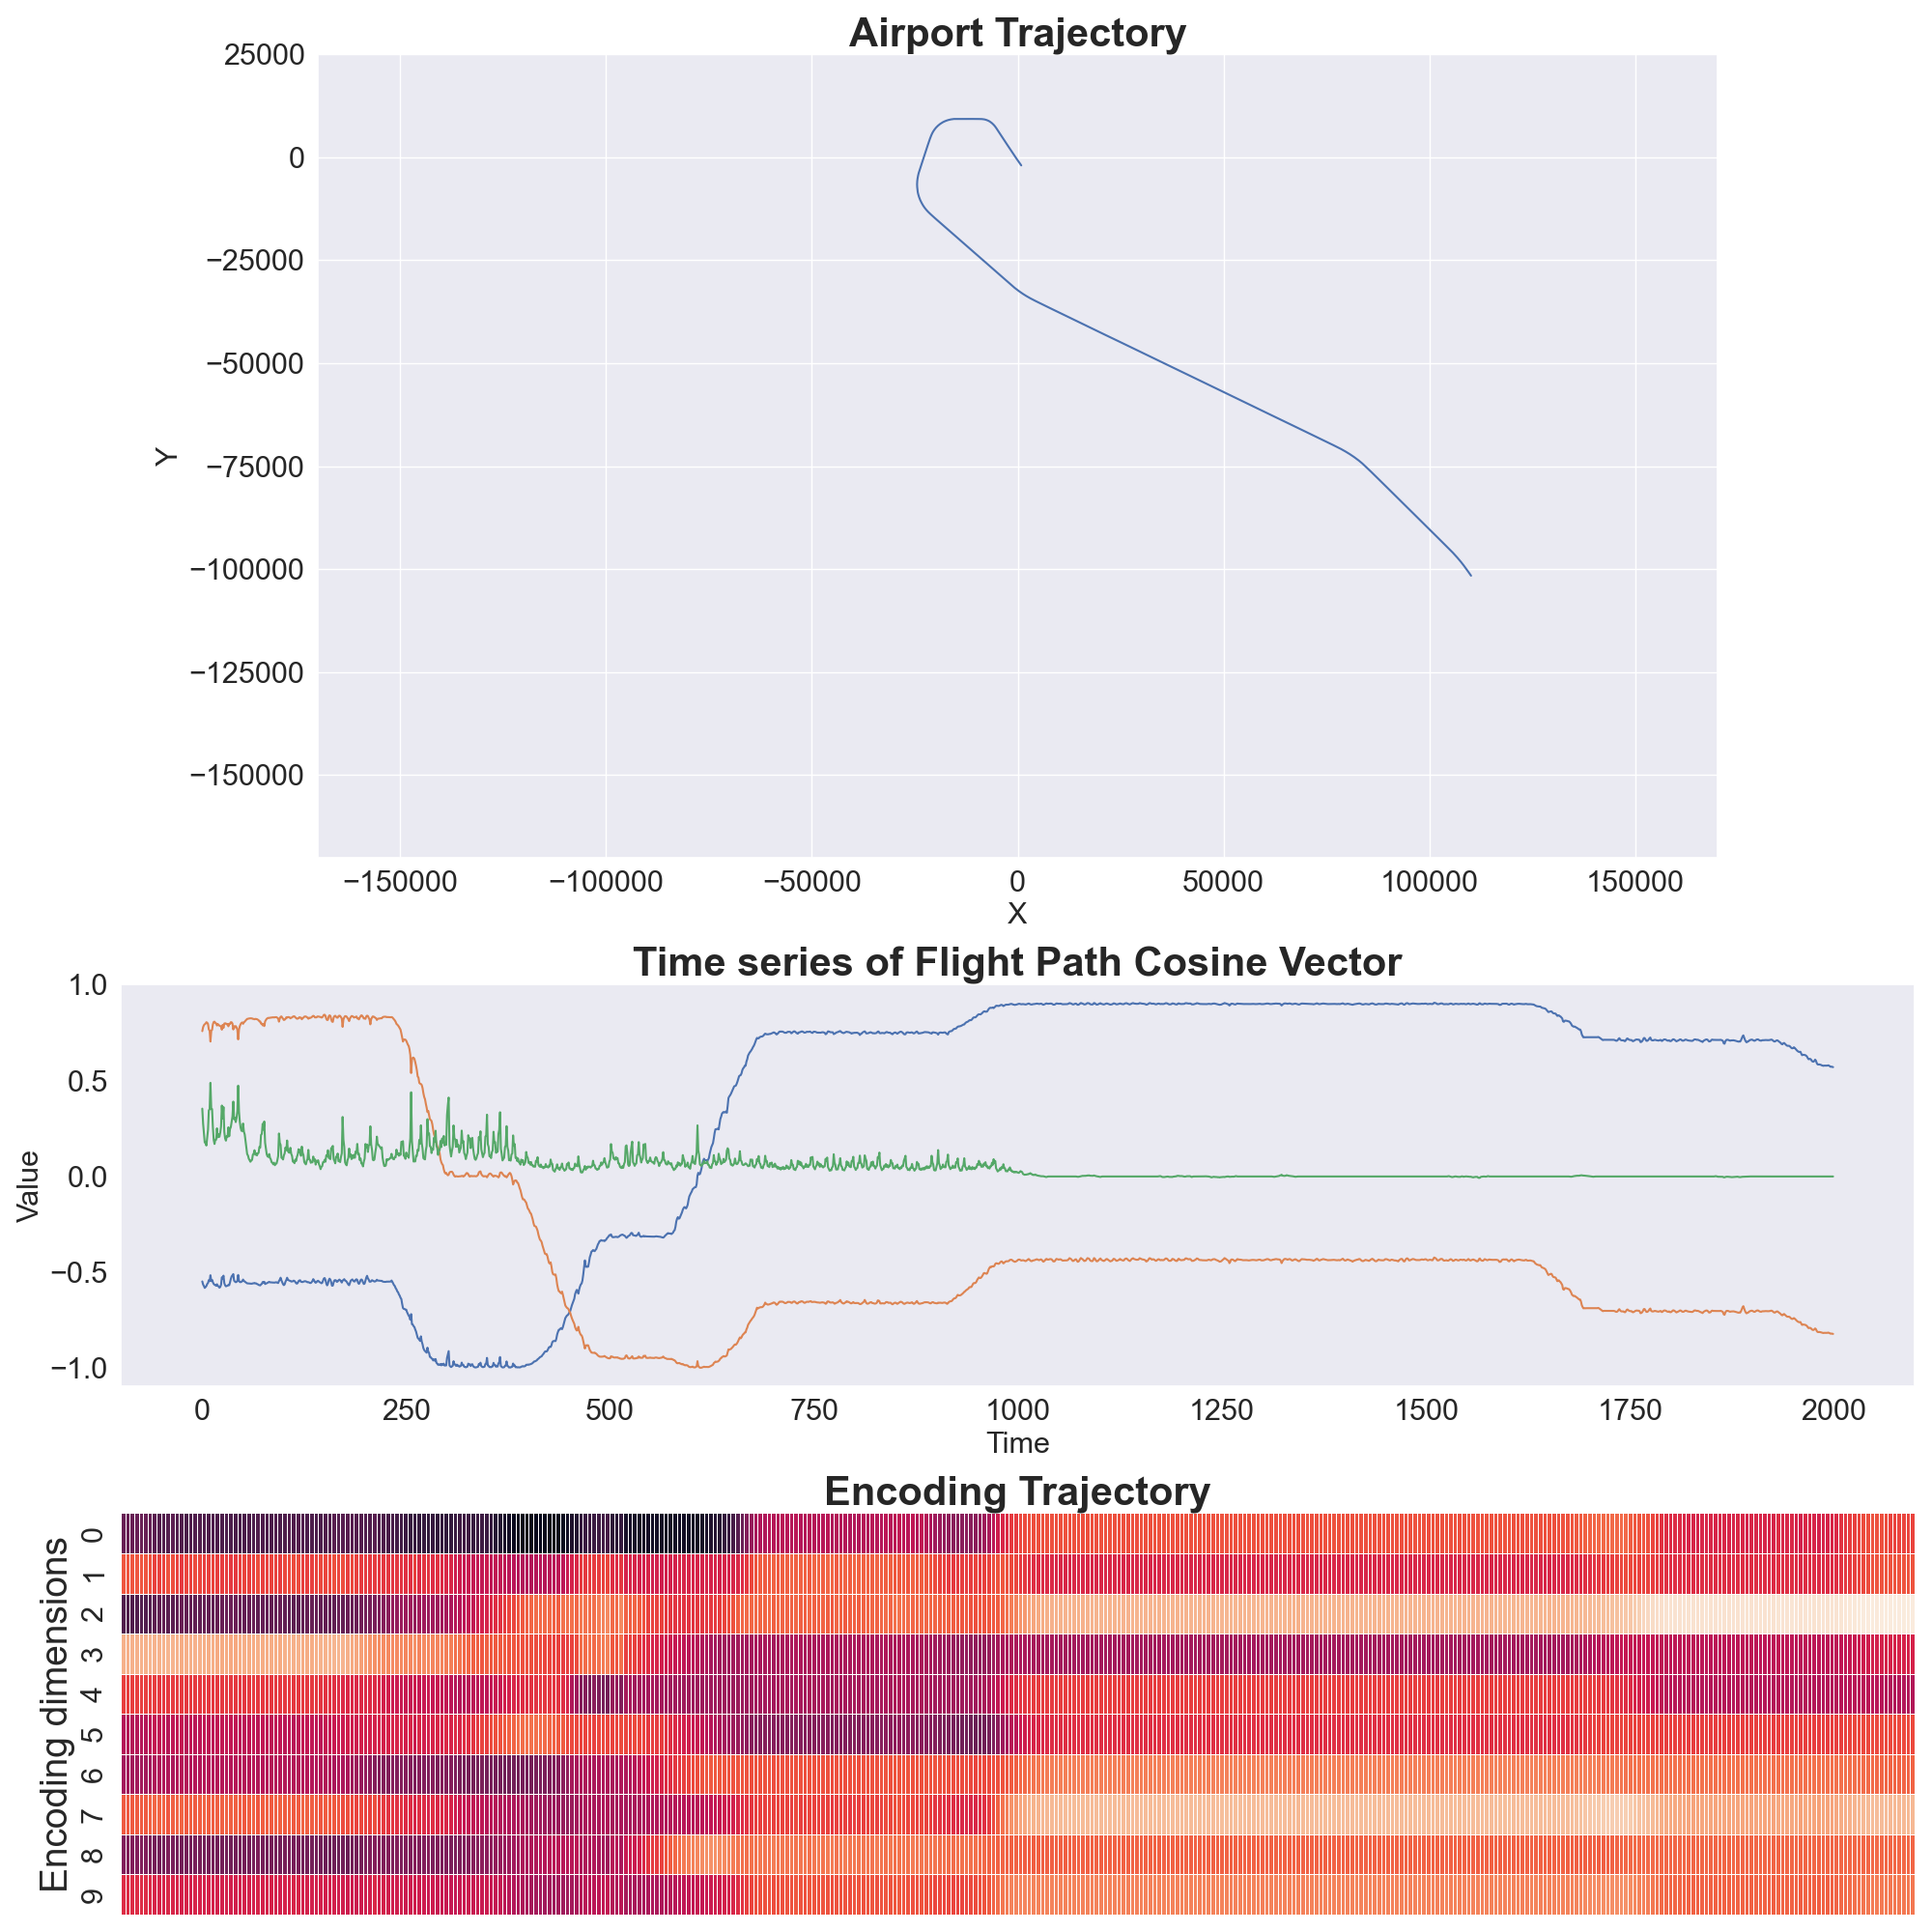 Airport Trajectory
25000
0
−25000
−50000
−75000
−100000
−125000
−150000
Y
−150000 −100000 −50000 0 50000 100000 150000
X
Time series of Flight Path Cosine Vector
1.0
0.5
0.0
−0.5
−1.0
Value
0 250 500 750 1000 1250 1500 1750 2000
Time
Encoding Trajectory
Encoding dimensions
0
1
2
3
4
5
6
7
8
9